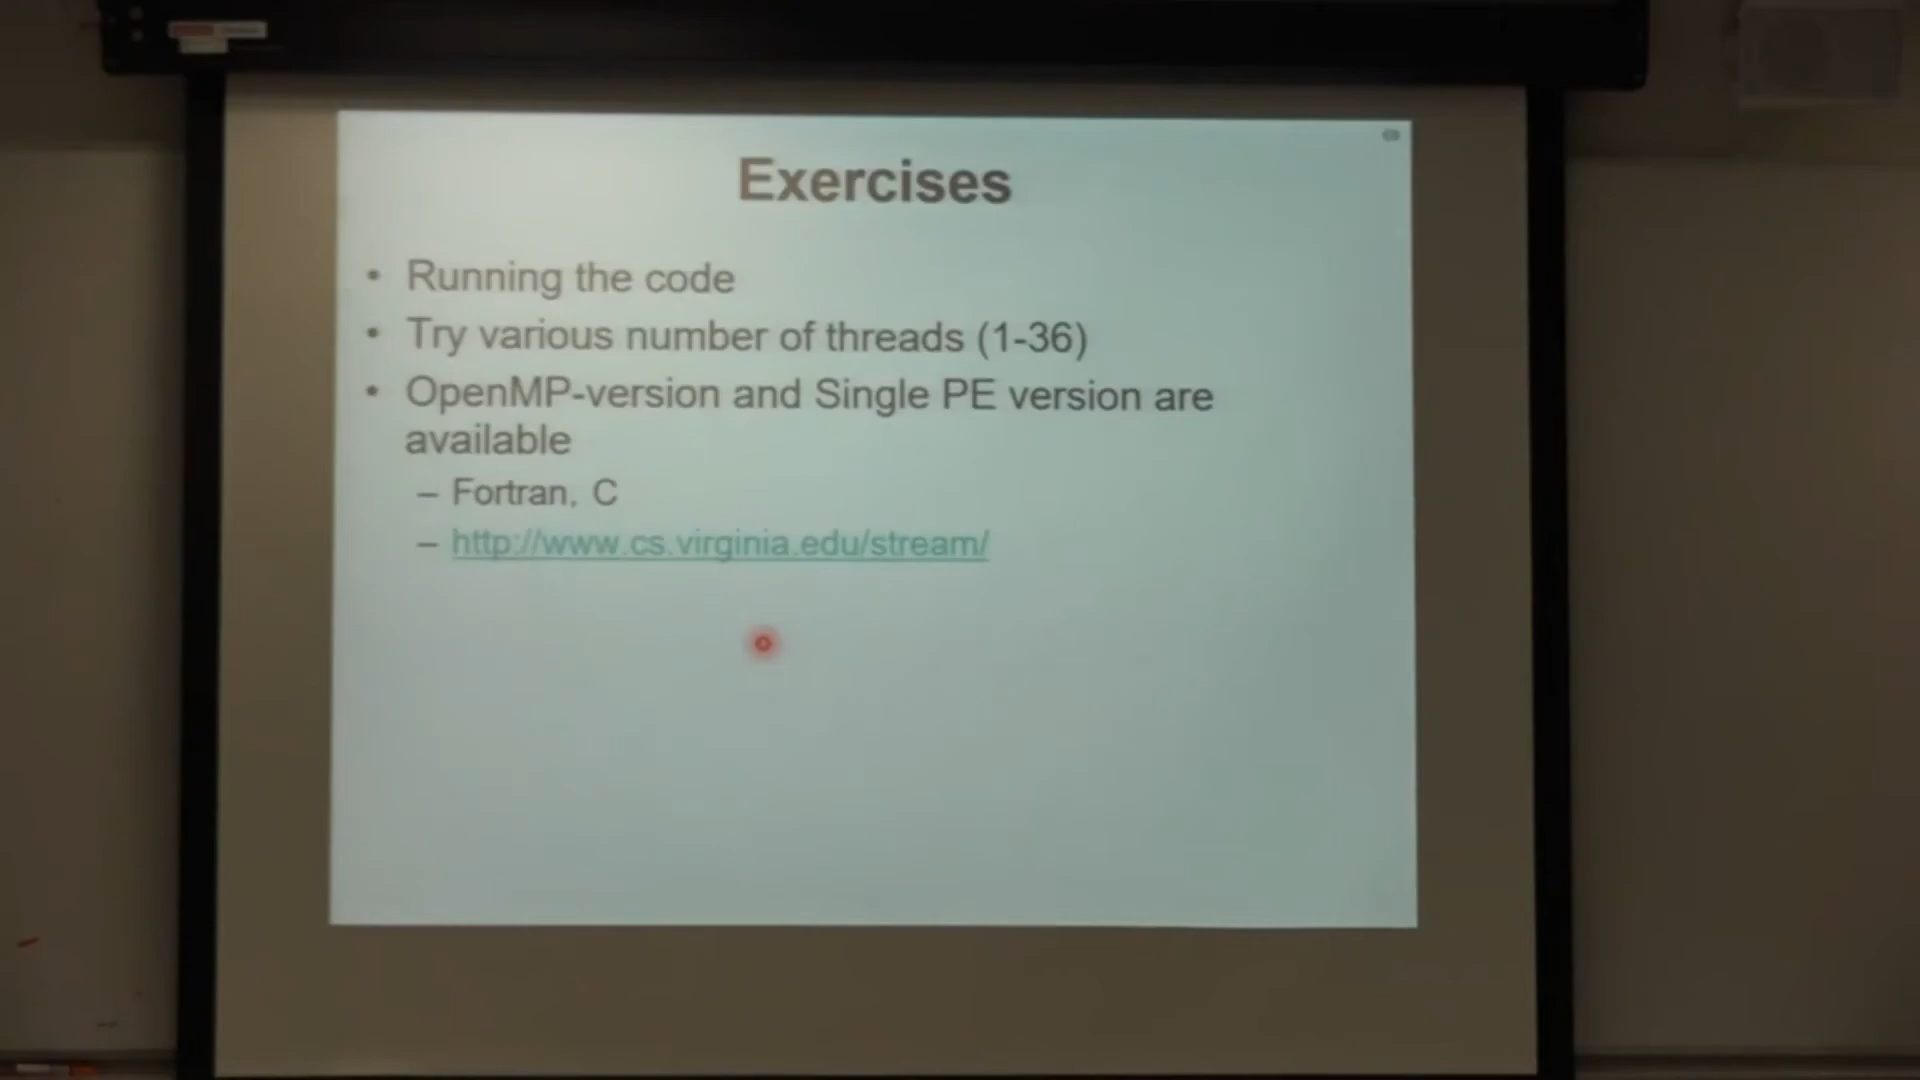 Exercises
• Running the code
• Try various number of threads (1-36)
• OpenMP-version and Single PE version are
available
– Fortran, C
– http://www.cs.virginia.edu/stream/